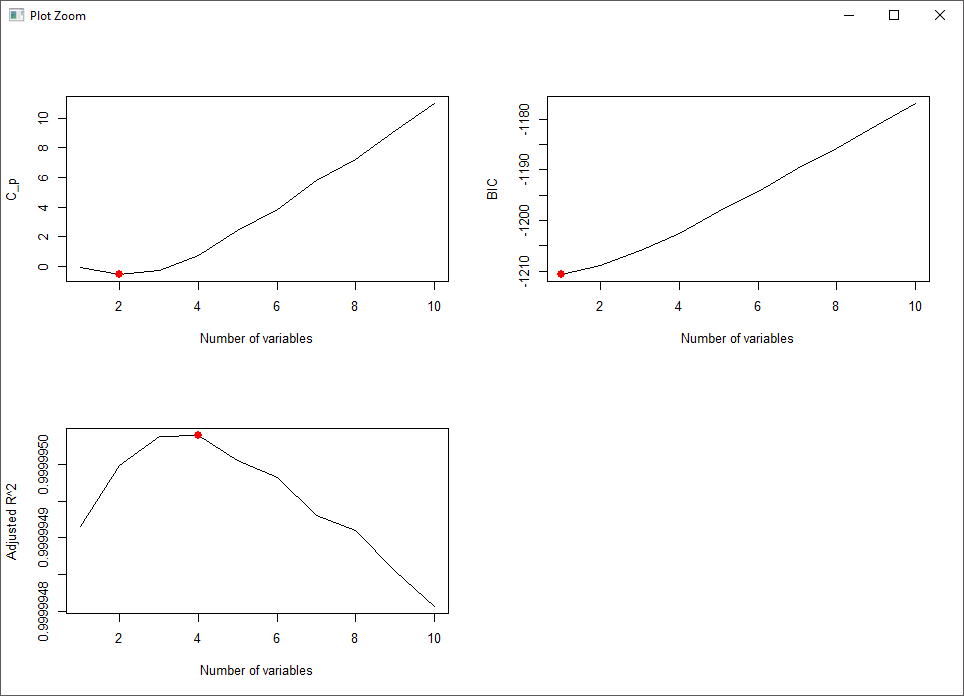 Plot Zoom
C_p
0 2 4 6 8 10
2 4 6 8 10
Number of variables
BIC
-1210 -1200 -1190 -1180
2 4 6 8 10
Number of variables
Adjusted R^2
0.9999948 0.9999949 0.9999950
2 4 6 8 10
Number of variables